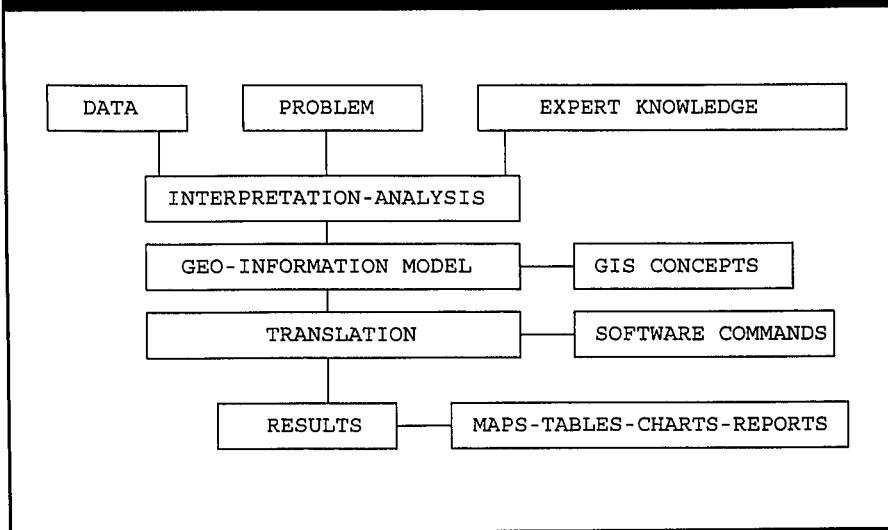 DATA PROBLEM EXPERT KNOWLEDGE
INTERPRETATION-ANALYSIS
GEO-INFORMATION MODEL GIS CONCEPTS
TRANSLATION SOFTWARE COMMANDS
RESULTS MAPS-TABLES-CHARTS-REPORTS